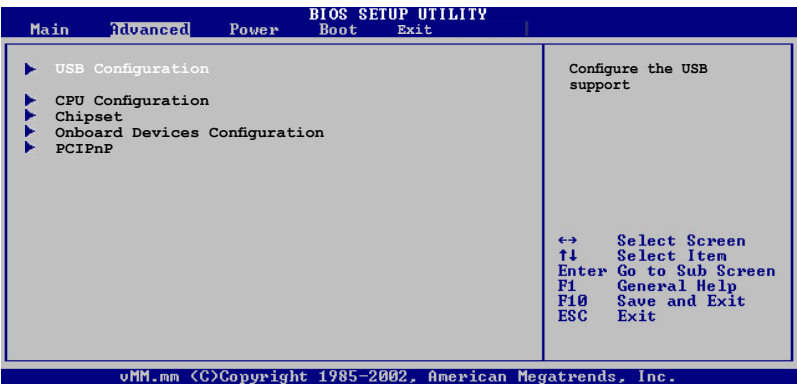 BIOS SETUP UTILITY
Main Advanced Power Boot Exit
USB Configuration
CPU Configuration
Chipset
Onboard Devices Configuration
PCIPnP
Configure the USB
support
←→ Select Screen
↑↓ Select Item
Enter Go to Sub Screen
F1 General Help
F10 Save and Exit
ESC Exit
vMM.mm (C)Copyright 1985-2002, American Megatrends, Inc.